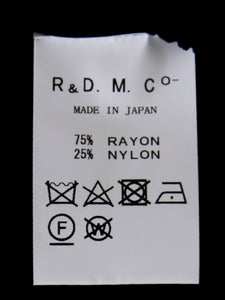 R & D. M. Co-
MADE IN JAPAN
75% RAYON
25% NYLON
F W